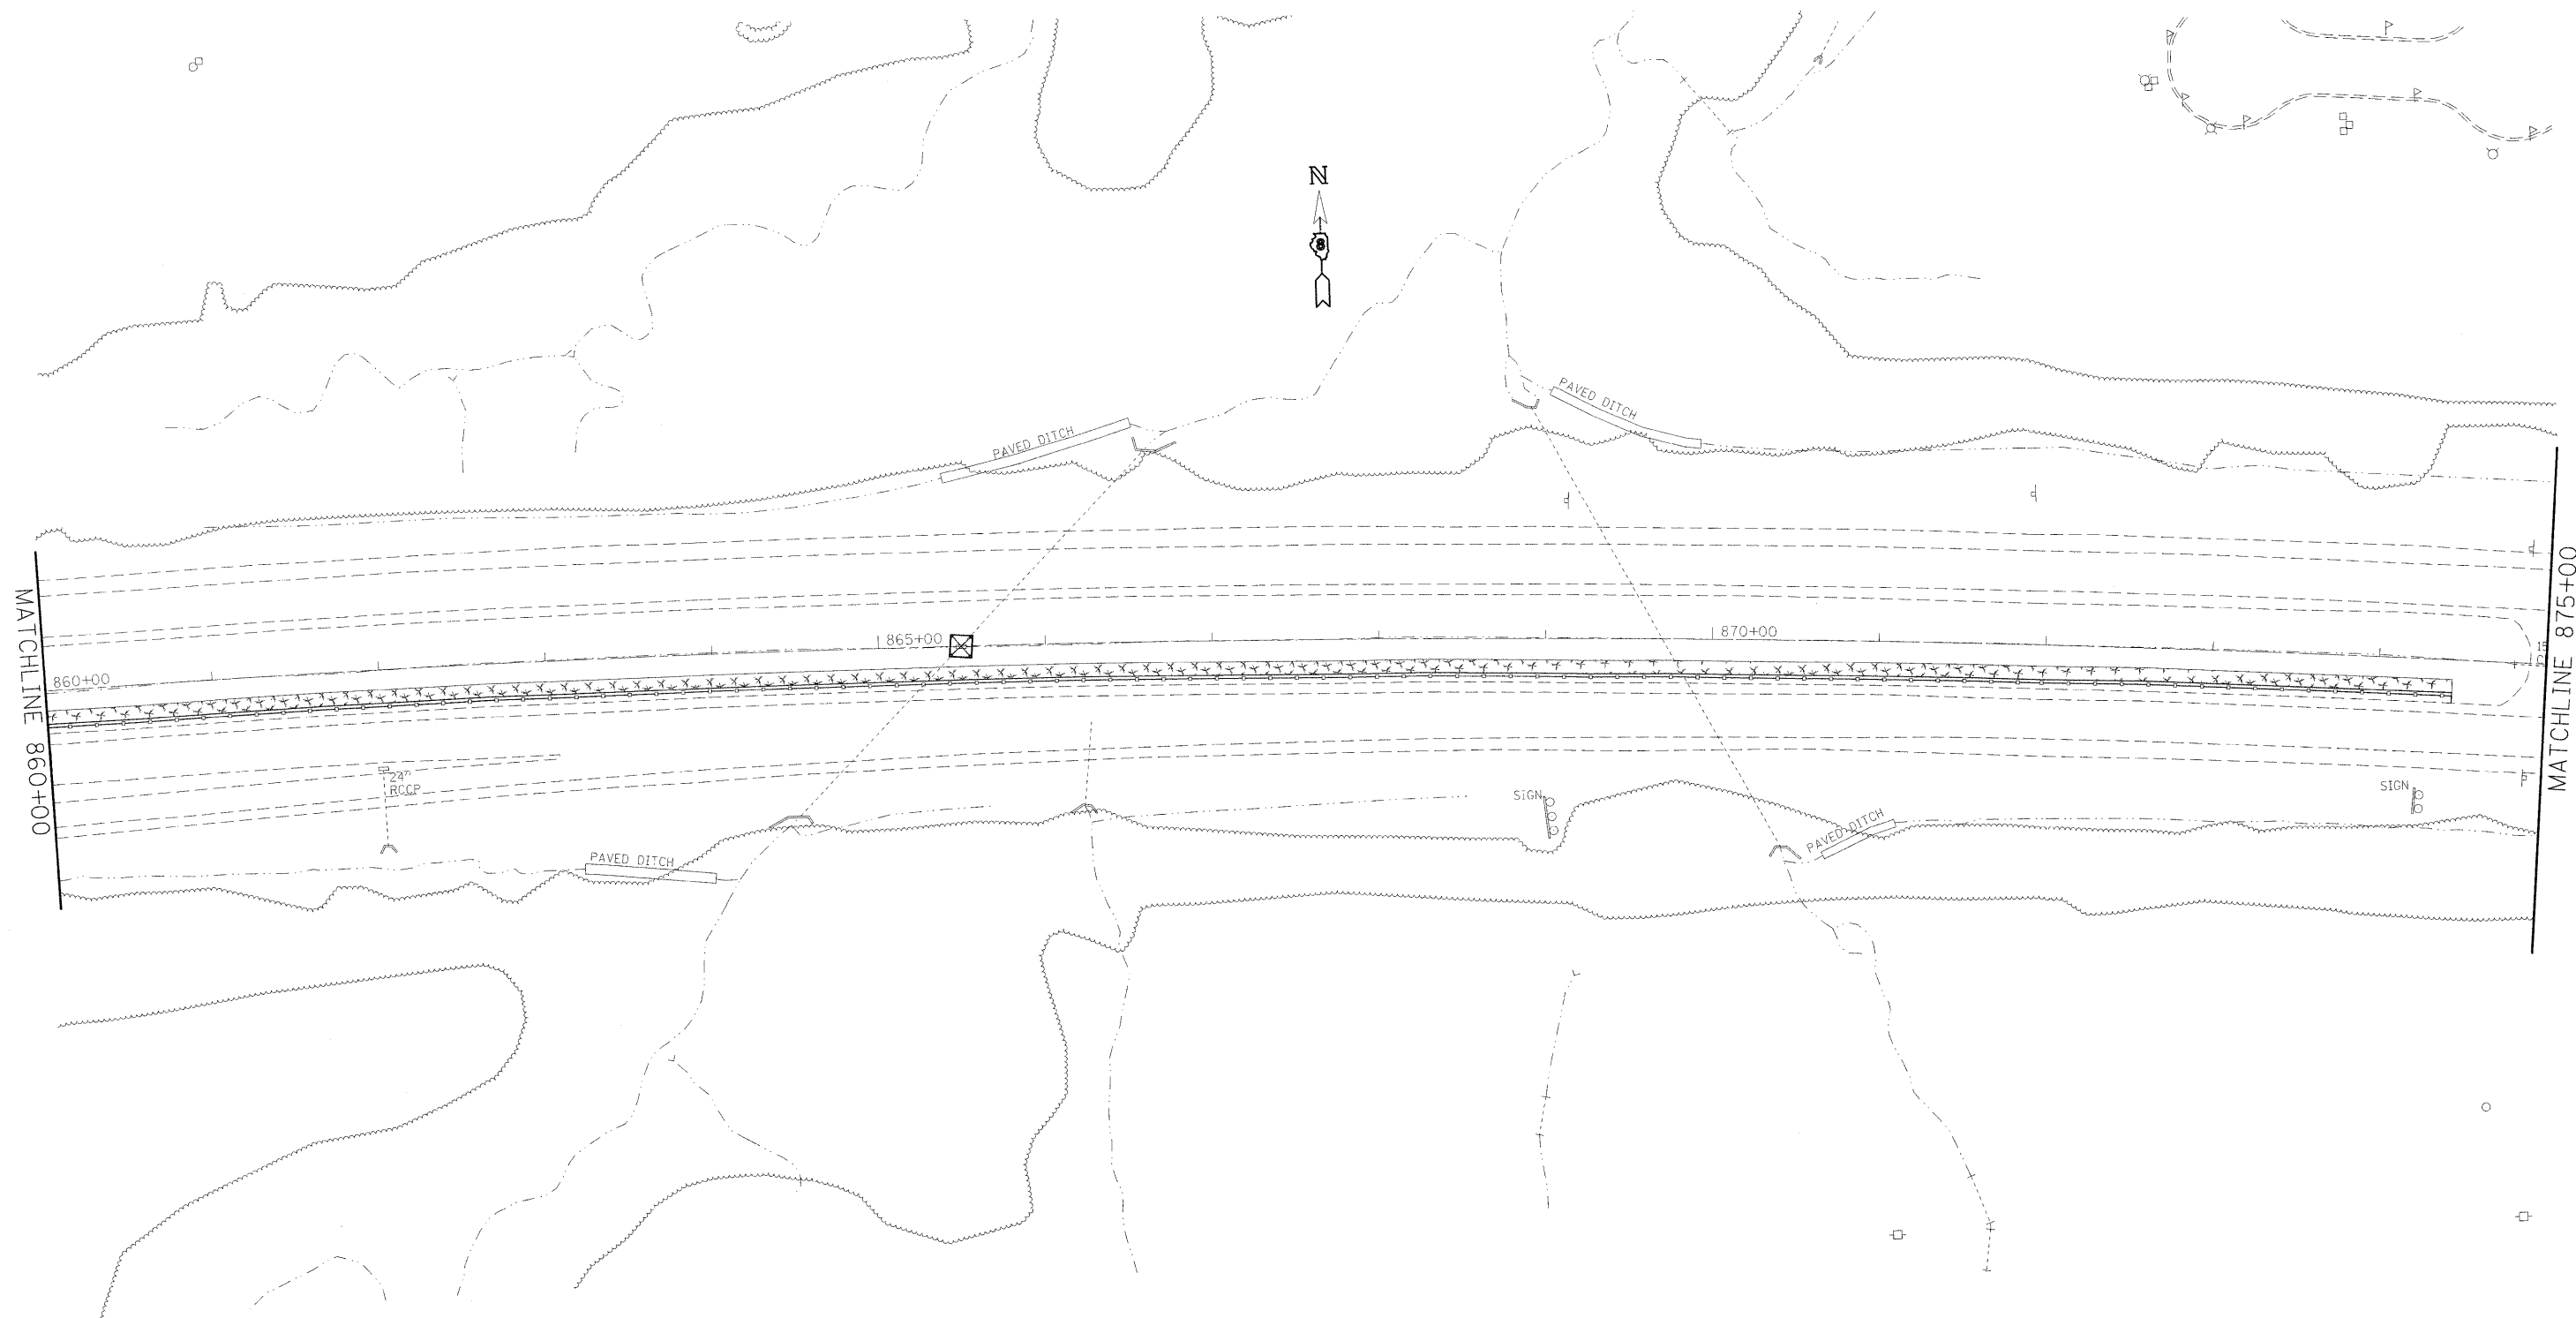 N
8
PAVED DITCH
PAVED DITCH
MATCHLINE 860+00
MATCHLINE 875+00
860+00
865+00
870+00
24"
RCCP
SIGN
SIGN
PAVED DITCH
PAVED DITCH